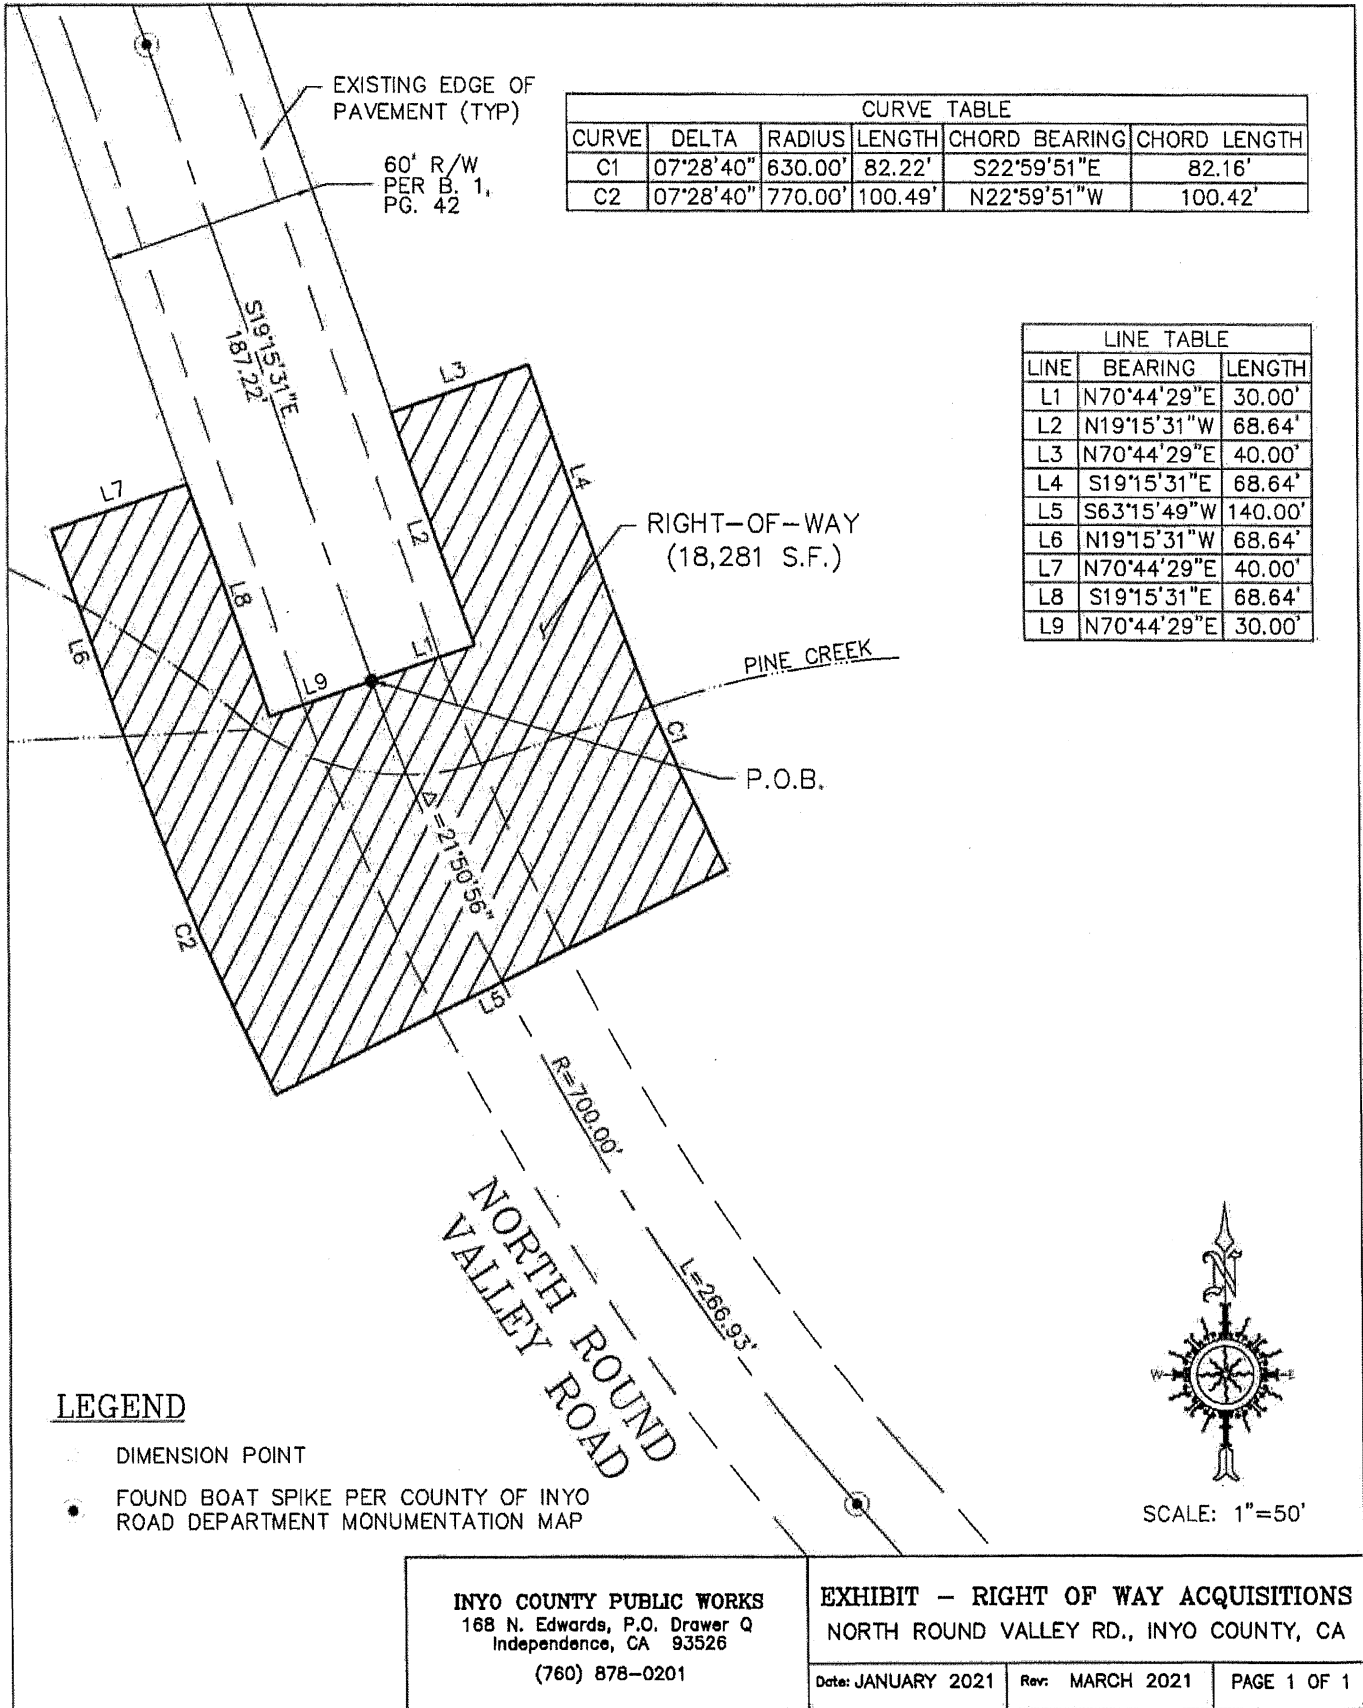 EXISTING EDGE OF
PAVEMENT (TYP)
60' R/W
PER B. 1,
PG. 42
CURVE TABLE
CURVE DELTA RADIUS LENGTH CHORD BEARING CHORD LENGTH
C1 07°28'40" 630.00' 82.22' S22°59'51"E 82.16'
C2 07°28'40" 770.00' 100.49' N22°59'51"W 100.42'
S19°15'31"E
187.22'
LINE TABLE
LINE BEARING LENGTH
L1 N70°44'29"E 30.00'
L2 N19°15'31"W 68.64'
L3 N70°44'29"E 40.00'
L4 S19°15'31"E 68.64'
L5 S63°15'49"W 140.00'
L6 N19°15'31"W 68.64'
L7 N70°44'29"E 40.00'
L8 S19°15'31"E 68.64'
L9 N70°44'29"E 30.00'
L3
L7
L4
L2
RIGHT-OF-WAY
(18,281 S.F.)
L8
L6
L1
L9
PINE CREEK
C1
P.O.B.
Δ=21°50'56"
C2
L5
R=700.00'
NORTH ROUND
VALLEY ROAD
L=266.93'
W
N
E
SCALE: 1"=50'
LEGEND
DIMENSION POINT
FOUND BOAT SPIKE PER COUNTY OF INYO
ROAD DEPARTMENT MONUMENTATION MAP
INYO COUNTY PUBLIC WORKS
168 N. Edwards, P.O. Drawer Q
Independence, CA 93526
(760) 878-0201
EXHIBIT - RIGHT OF WAY ACQUISITIONS
NORTH ROUND VALLEY RD., INYO COUNTY, CA
Date: JANUARY 2021 Rev: MARCH 2021 PAGE 1 OF 1